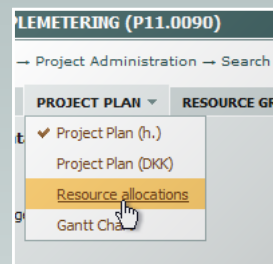 PLEMETERING (P11.0090)
→ Project Administration → Search
PROJECT PLAN RESOURCE GR
Project Plan (h.)
Project Plan (DKK)
Resource allocations
Gantt Cha